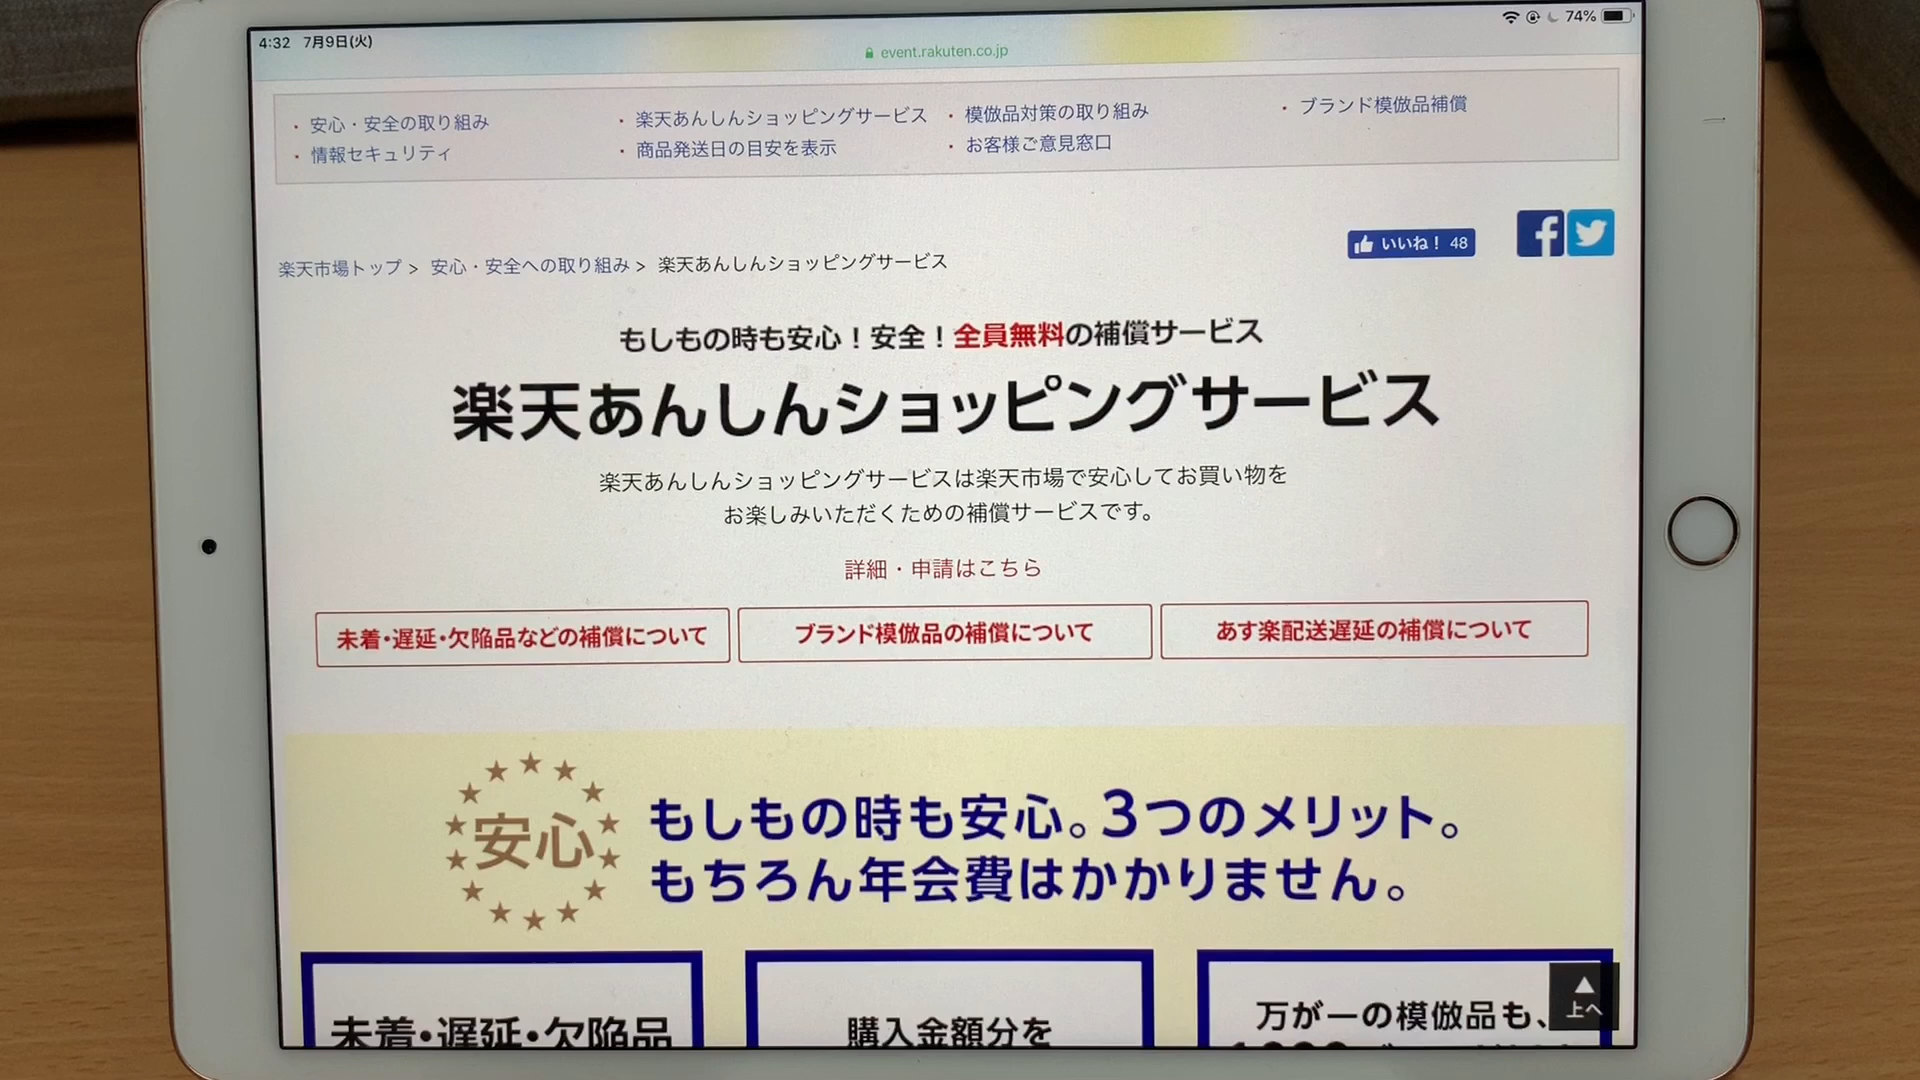 4:32 7月9日(火)
74%
event.rakuten.co.jp
・安心・安全の取り組み
・楽天あんしんショッピングサービス
・模倣品対策の取り組み
・ブランド模倣品補償
・情報セキュリティ
・商品発送日の目安を表示
・お客様ご意見窓口
いいね！ 48
楽天市場トップ > 安心・安全への取り組み > 楽天あんしんショッピングサービス
もしもの時も安心！安全！全員無料の補償サービス
楽天あんしんショッピングサービス
楽天あんしんショッピングサービスは楽天市場で安心してお買い物を
お楽しみいただくための補償サービスです。
詳細・申請はこちら
未着・遅延・欠陥品などの補償について
ブランド模倣品の補償について
あす楽配送遅延の補償について
安心
もしもの時も安心。3つのメリット。
もちろん年会費はかかりません。
未着・遅延・欠陥品
購入金額分を
万が一の模倣品も、
▲
上へ